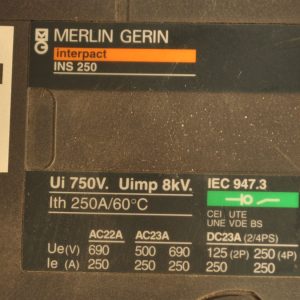 MERLIN GERIN
interpact
INS 250
Ui 750V. Uimp 8kV.
Ith 250A/60°C
IEC 947.3
CEI. UTE
UNE VDE BS
AC22A AC23A DC23A (2/4PS)
Ue(V) 690 500 690 125 (2P) 250 (4P)
Ie (A) 250 250 250 250 250